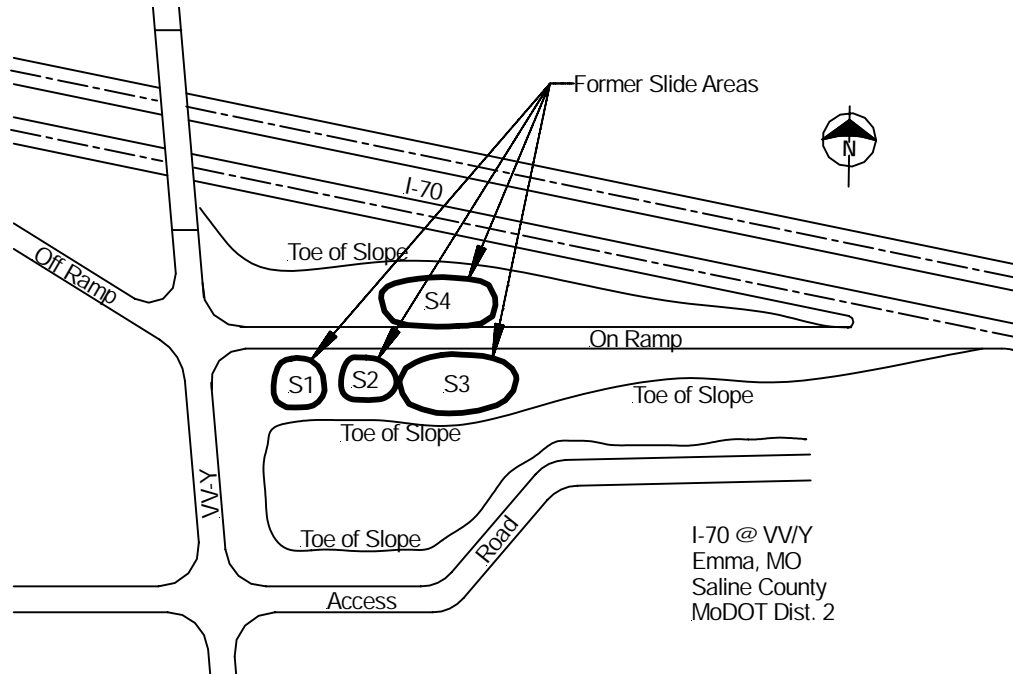 Former Slide Areas
N
I-70
Toe of Slope
Off Ramp
S4
On Ramp
S1
S2
S3
Toe of Slope
Toe of Slope
VV-Y
Toe of Slope
Road
Access
I-70 @ VV/Y
Emma, MO
Saline County
MoDOT Dist. 2